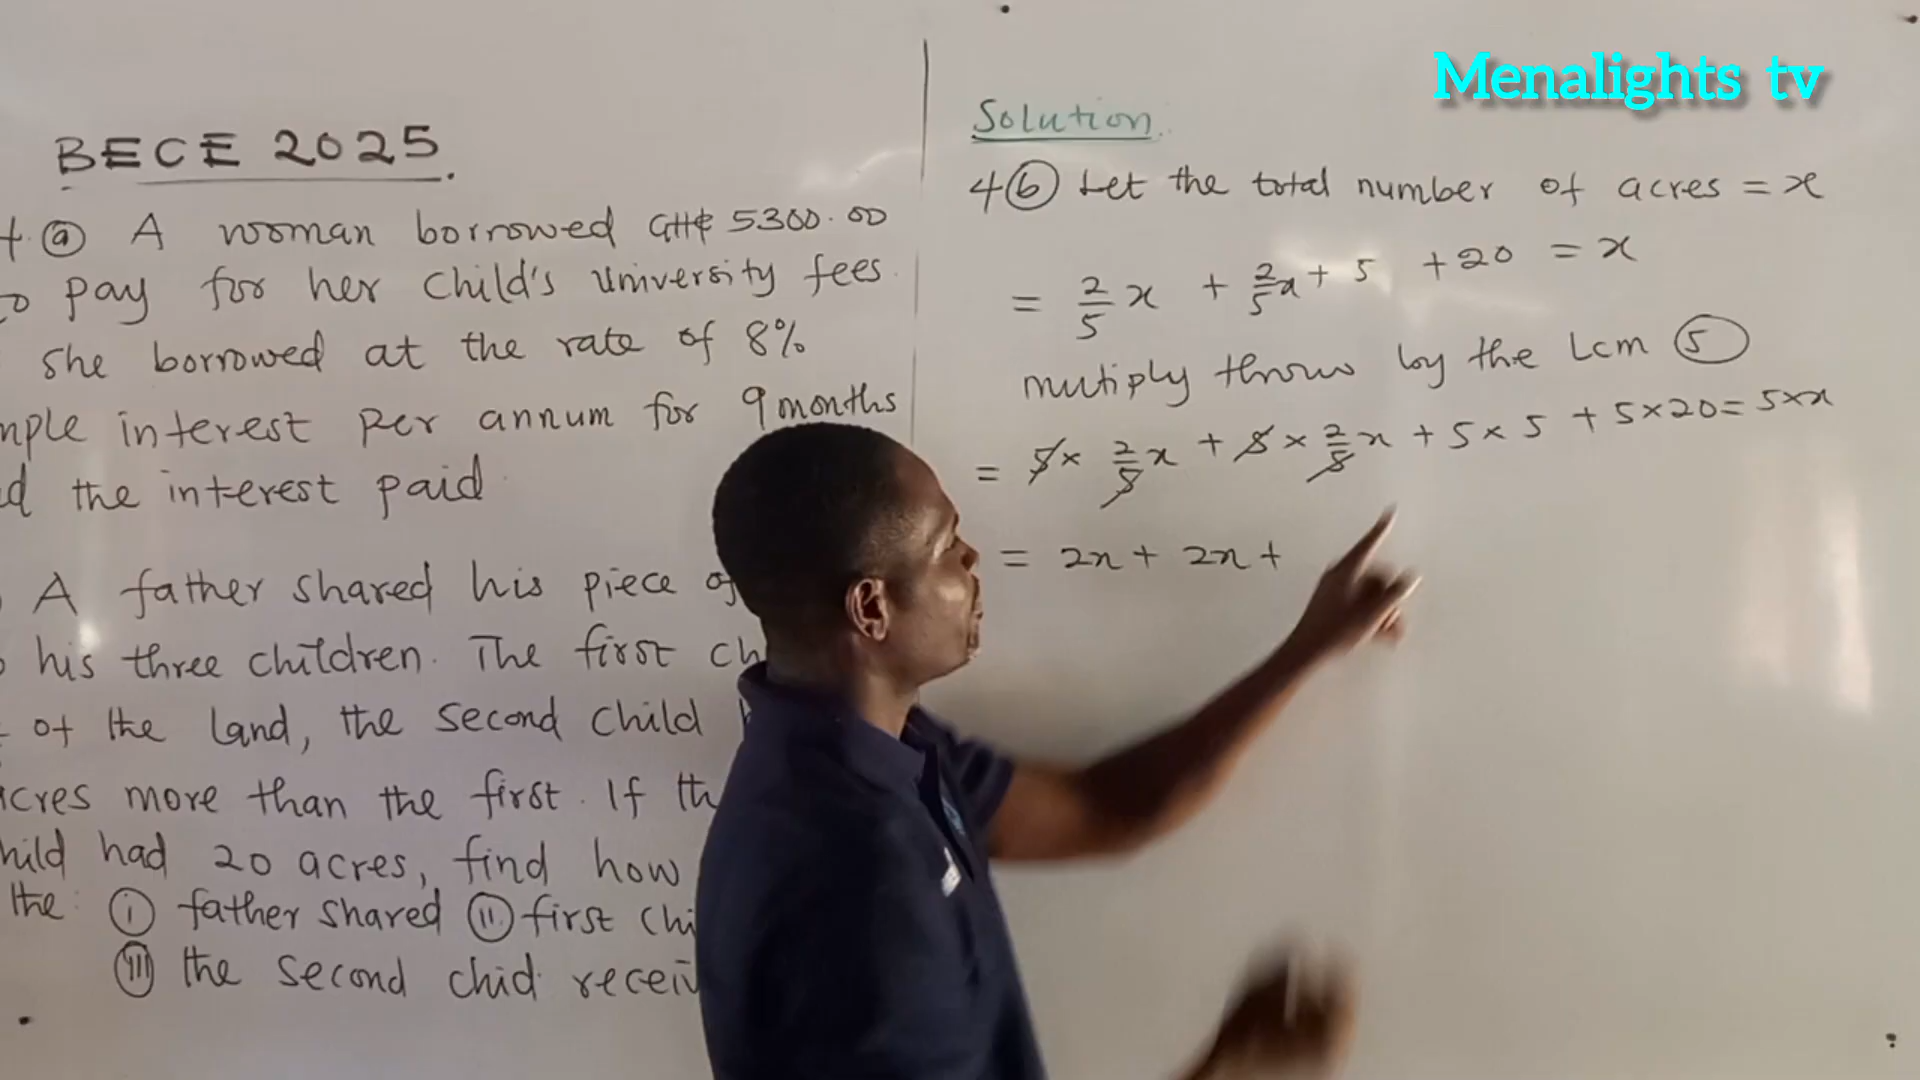 Menalights tv
BECE 2025.
4. (a) A woman borrowed GH¢ 5300.00
to pay for her child's University fees.
She borrowed at the rate of 8%
mple interest per annum for 9 months
d the interest paid
A father shared his piece of
his three children. The first ch
of the land, the second child
acres more than the first. If th
hild had 20 acres, find how
the: (i) father shared (ii) first chi
(iii) the second chid receiv
Solution.
4(b) Let the total number of acres = x
= 2/5 x + 2/5 x + 5 + 20 = x
mutiply throw by the Lcm (5)
= 5 x 2/5 x + 5 x 2/5 x + 5 x 5 + 5 x 20 = 5 x x
= 2x + 2x +